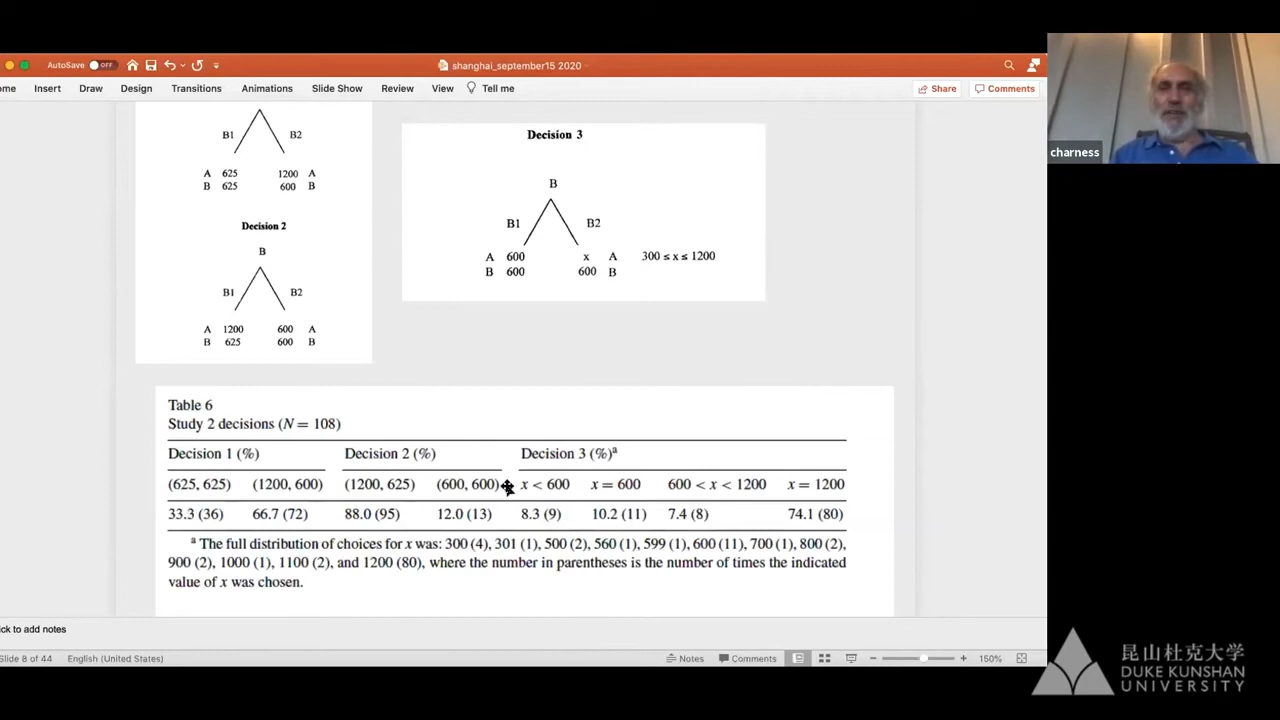 AutoSave OFF
shanghai_september15 2020
ome Insert Draw Design Transitions Animations Slide Show Review View Tell me
Share Comments
B1 B2
A 625 1200 A
B 625 600 B
Decision 2
B
B1 B2
A 1200 600 A
B 625 600 B
Decision 3
B
B1 B2
A 600 x A 300 ≤ x ≤ 1200
B 600 600 B
Table 6
Study 2 decisions (N = 108)
Decision 1 (%) Decision 2 (%) Decision 3 (%)ᵃ
(625, 625) (1200, 600) (1200, 625) (600, 600) x < 600 x = 600 600 < x < 1200 x = 1200
33.3 (36) 66.7 (72) 88.0 (95) 12.0 (13) 8.3 (9) 10.2 (11) 7.4 (8) 74.1 (80)
ᵃ The full distribution of choices for x was: 300 (4), 301 (1), 500 (2), 560 (1), 599 (1), 600 (11), 700 (1), 800 (2),
900 (2), 1000 (1), 1100 (2), and 1200 (80), where the number in parentheses is the number of times the indicated
value of x was chosen.
ick to add notes
Slide 8 of 44 English (United States) Notes Comments 150%
charness
昆山杜克大学
DUKE KUNSHAN
UNIVERSITY